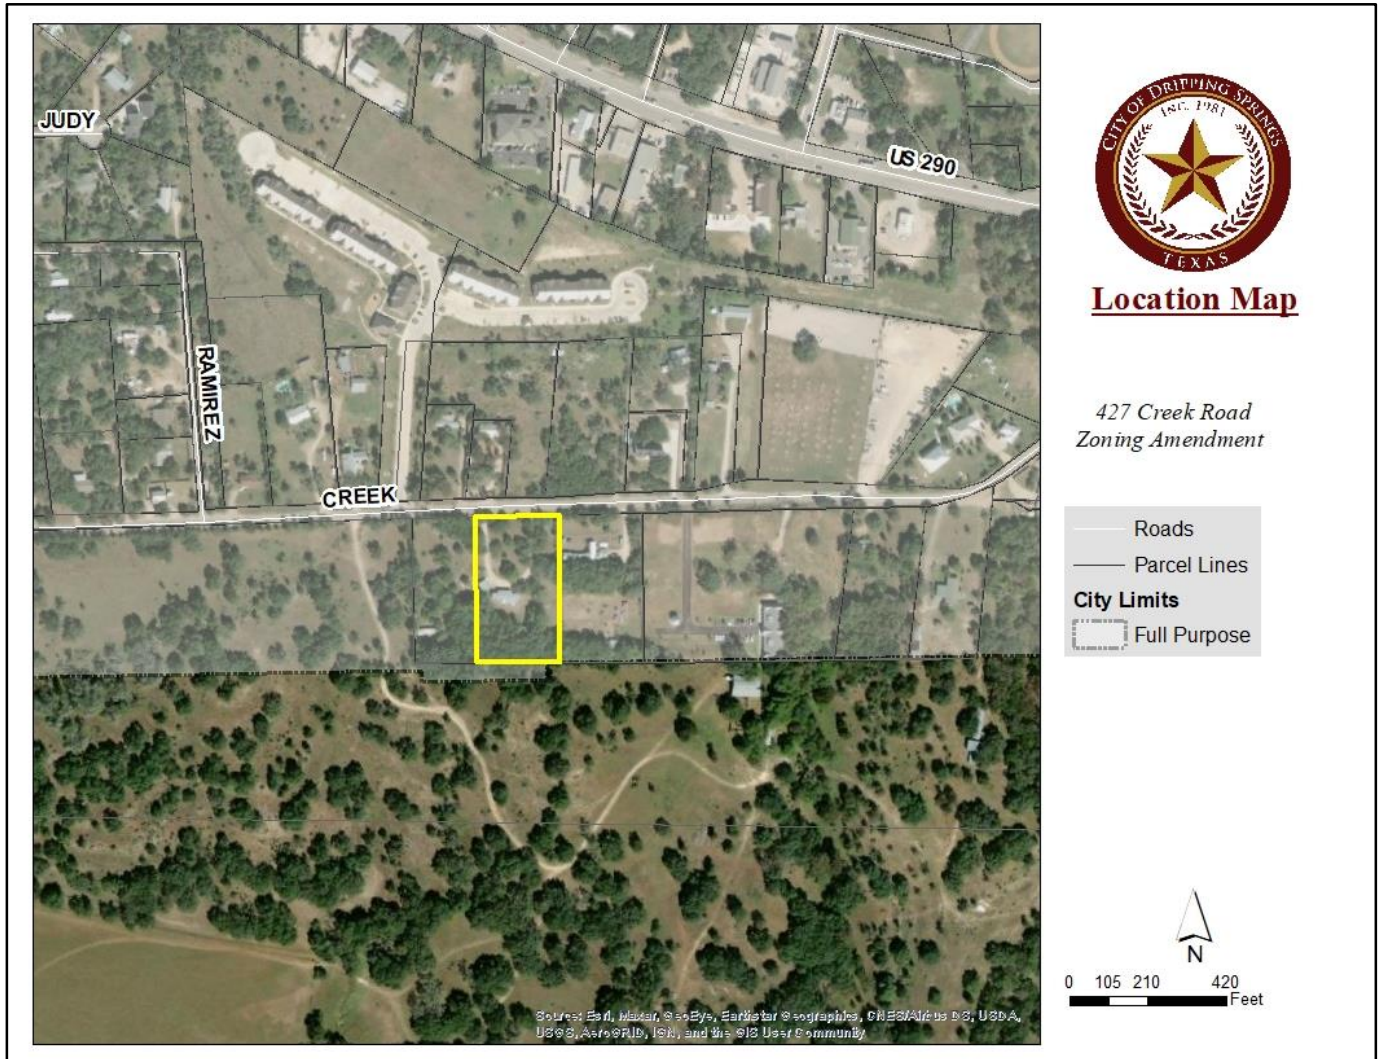 JUDY
US 290
RAMIREZ
CREEK
CITY OF DRIPPING SPRINGS
INC. 1981
TEXAS
Location Map
427 Creek Road
Zoning Amendment
Roads
Parcel Lines
City Limits
Full Purpose
N
0 105 210 420
Feet
Source: Esri, Maxar, GeoEye, Earthstar Geographics, CNES/Airbus DS, USDA,
USGS, AeroGRID, IGN, and the GIS User Community